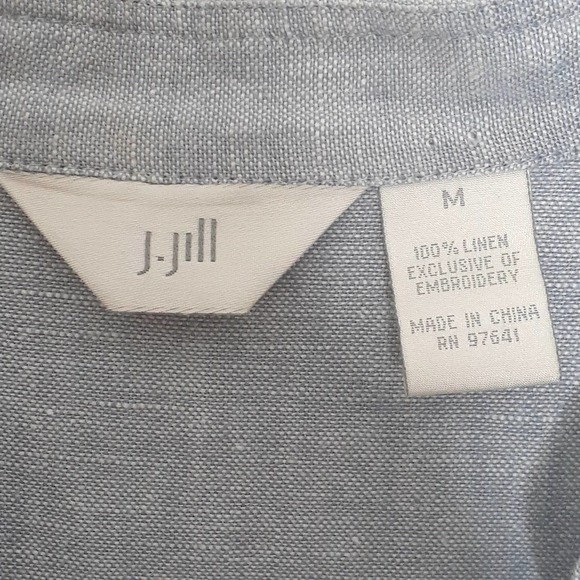 J.Jill
M
100% LINEN
EXCLUSIVE OF
EMBROIDERY
MADE IN CHINA
RN 97641